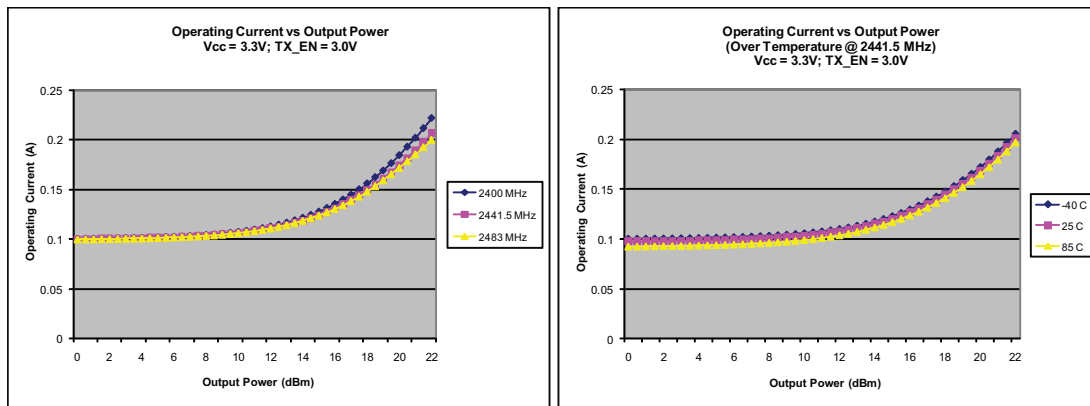 Operating Current vs Output Power
Vcc = 3.3V; TX_EN = 3.0V
0.25
0.2
0.15
0.1
0.05
0
Operating Current (A)
0 2 4 6 8 10 12 14 16 18 20 22
Output Power (dBm)
2400 MHz
2441.5 MHz
2483 MHz
Operating Current vs Output Power
(Over Temperature @ 2441.5 MHz)
Vcc = 3.3V; TX_EN = 3.0V
0.25
0.2
0.15
0.1
0.05
0
Operating Current (A)
0 2 4 6 8 10 12 14 16 18 20 22
Output Power (dBm)
-40 C
25 C
85 C